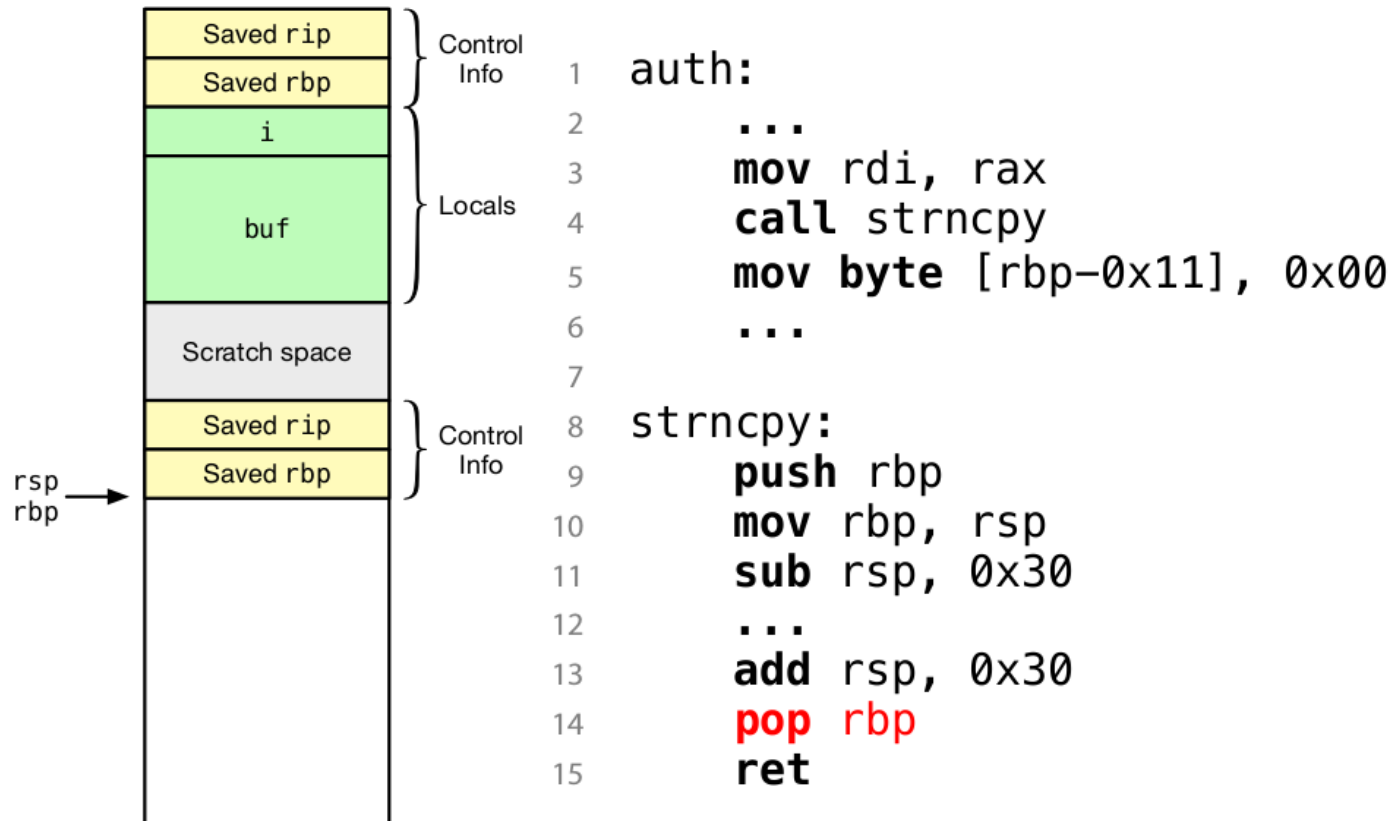 Saved rip
Saved rbp
Control
Info
i
buf
Locals
Scratch space
Saved rip
Saved rbp
Control
Info
rsp
rbp
1 auth:
2 ...
3 mov rdi, rax
4 call strncpy
5 mov byte [rbp-0x11], 0x00
6 ...
7
8 strncpy:
9 push rbp
10 mov rbp, rsp
11 sub rsp, 0x30
12 ...
13 add rsp, 0x30
14 pop rbp
15 ret